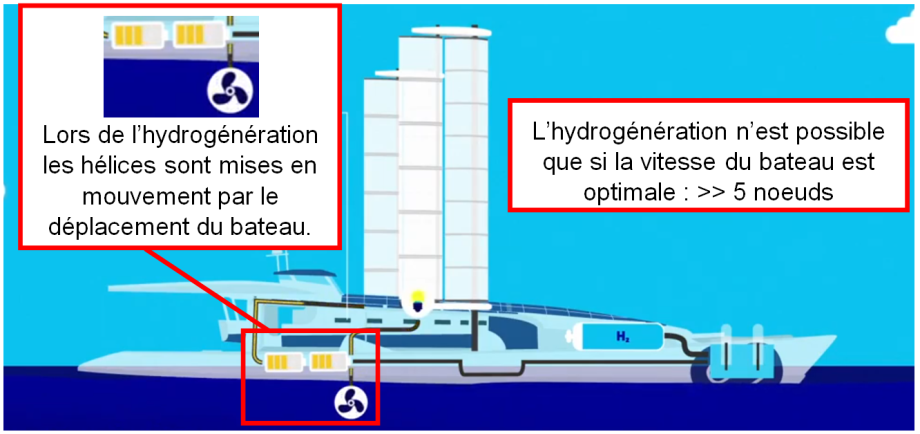 Lors de l’hydrogénération
les hélices sont mises en
mouvement par le
déplacement du bateau.
L’hydrogénération n’est possible
que si la vitesse du bateau est
optimale : >> 5 noeuds
H₂